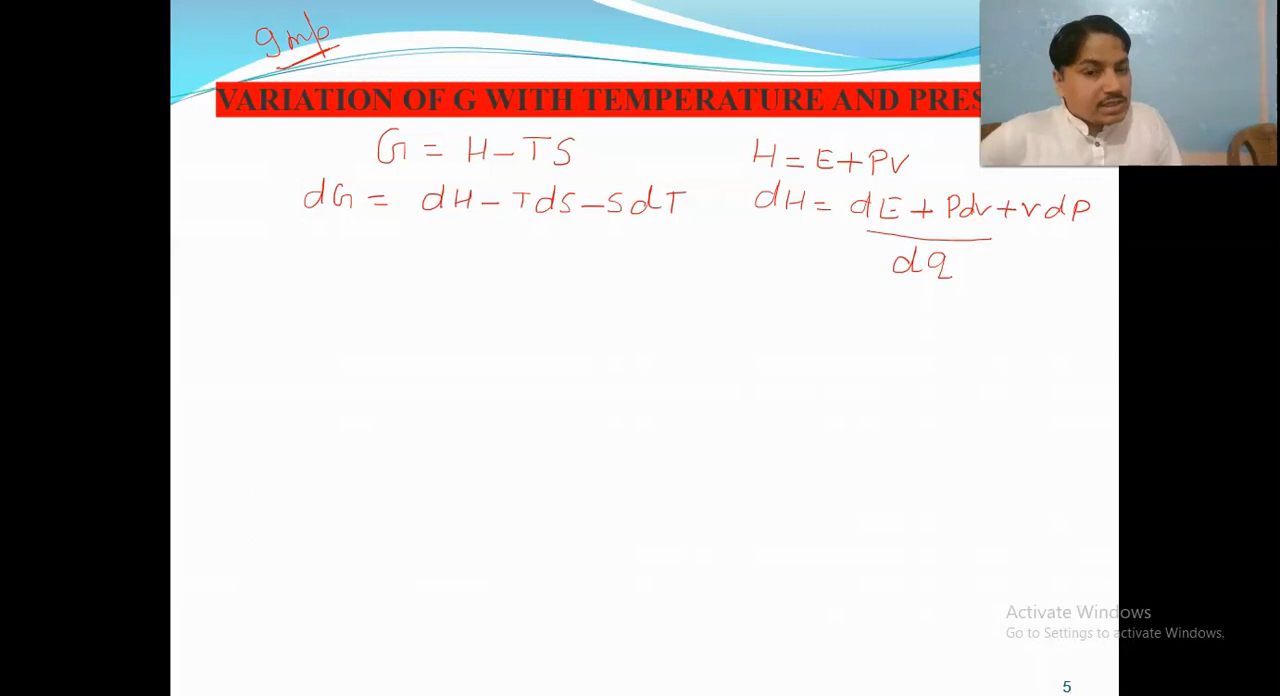 Imp
VARIATION OF G WITH TEMPERATURE AND PRES
G = H - TS
H = E + PV
dG = dH - TdS - SdT
dH = dE + Pdv + vdP
dq
Activate Windows
Go to Settings to activate Windows.
5